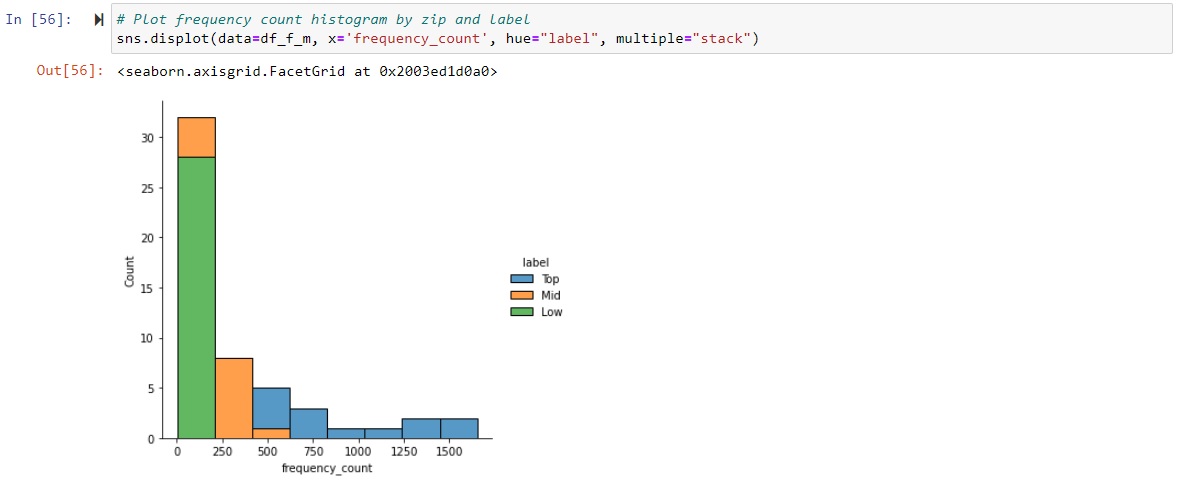 In [56]:
# Plot frequency count histogram by zip and label
sns.displot(data=df_f_m, x='frequency_count', hue="label", multiple="stack")
Out[56]: <seaborn.axisgrid.FacetGrid at 0x2003ed1d0a0>
30
25
20
15
10
5
0
Count
0 250 500 750 1000 1250 1500
frequency_count
label
Top
Mid
Low